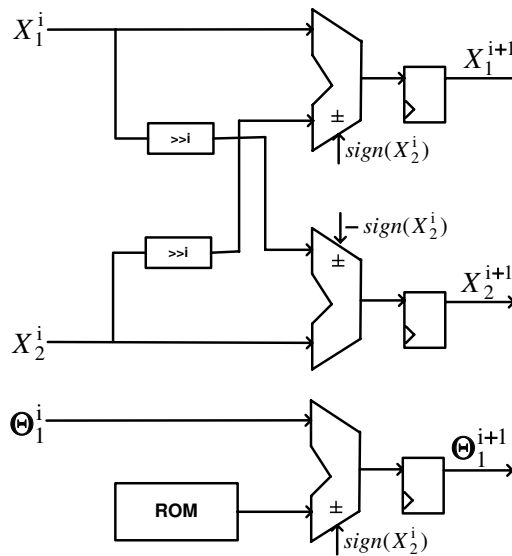 X_1^i
X_1^{i+1}
±
>>i
sign(X_2^i)
− sign(X_2^i)
>>i
±
X_2^{i+1}
X_2^i
Θ_1^i
Θ_1^{i+1}
ROM
±
sign(X_2^i)